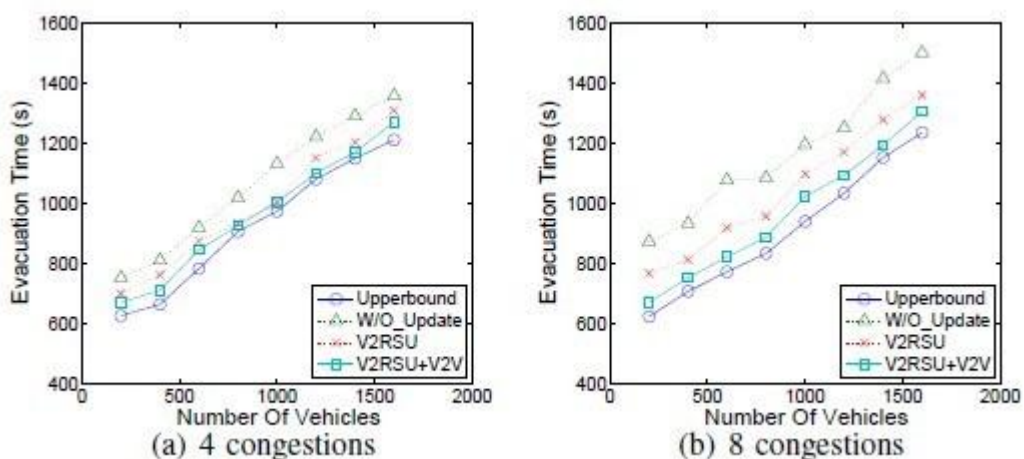 1600
1400
1200
1000
800
600
400
0
500
1000
1500
2000
Evacuation Time (s)
Number Of Vehicles
Upperbound
W/O_Update
V2RSU
V2RSU+V2V
(a) 4 congestions
1600
1400
1200
1000
800
600
400
0
500
1000
1500
2000
Evacuation Time (s)
Number Of Vehicles
Upperbound
W/O_Update
V2RSU
V2RSU+V2V
(b) 8 congestions